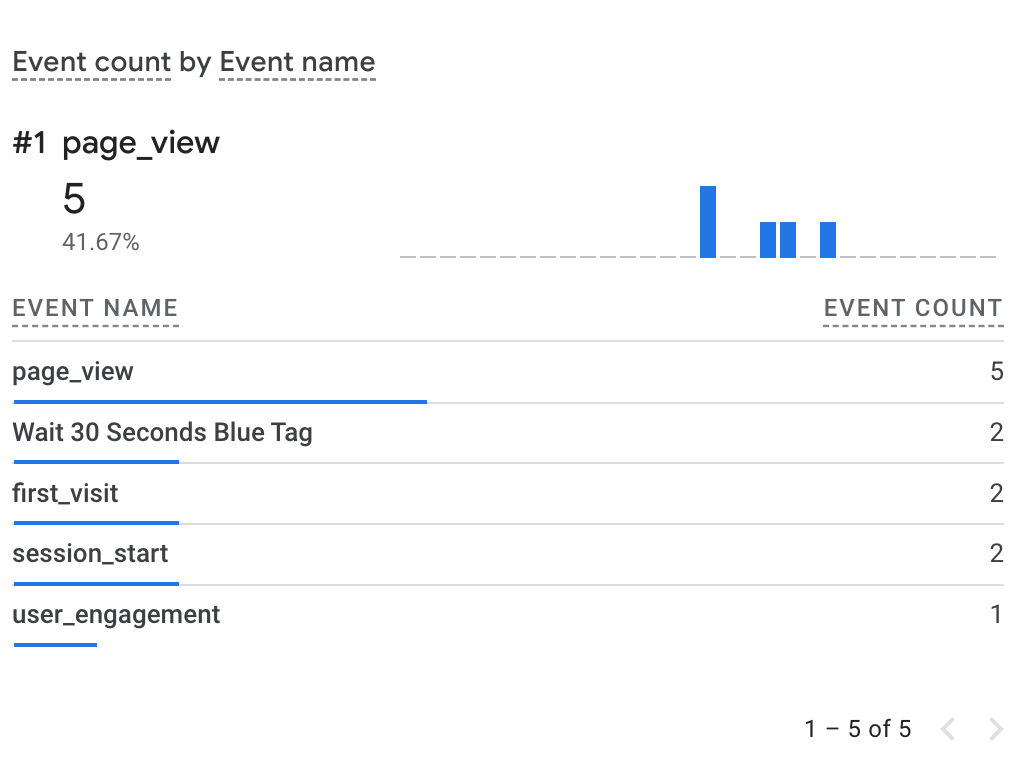 Event count by Event name
#1 page_view
5
41.67%
EVENT NAME EVENT COUNT
page_view 5
Wait 30 Seconds Blue Tag 2
first_visit 2
session_start 2
user_engagement 1
1 – 5 of 5